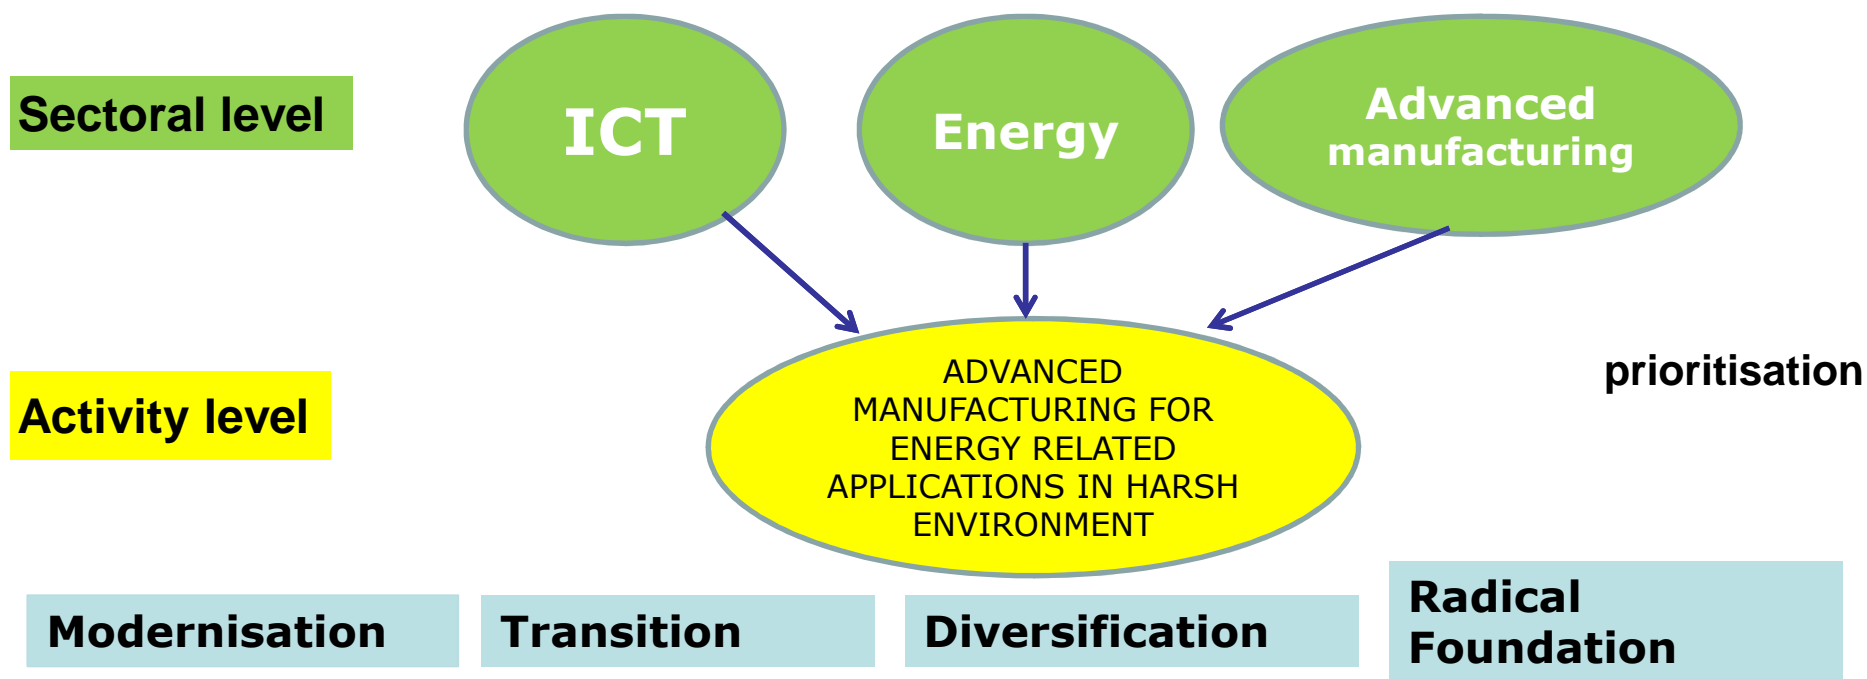 Sectoral level
ICT
Energy
Advanced
manufacturing
Activity level
ADVANCED
MANUFACTURING FOR
ENERGY RELATED
APPLICATIONS IN HARSH
ENVIRONMENT
prioritisation
Modernisation
Transition
Diversification
Radical
Foundation